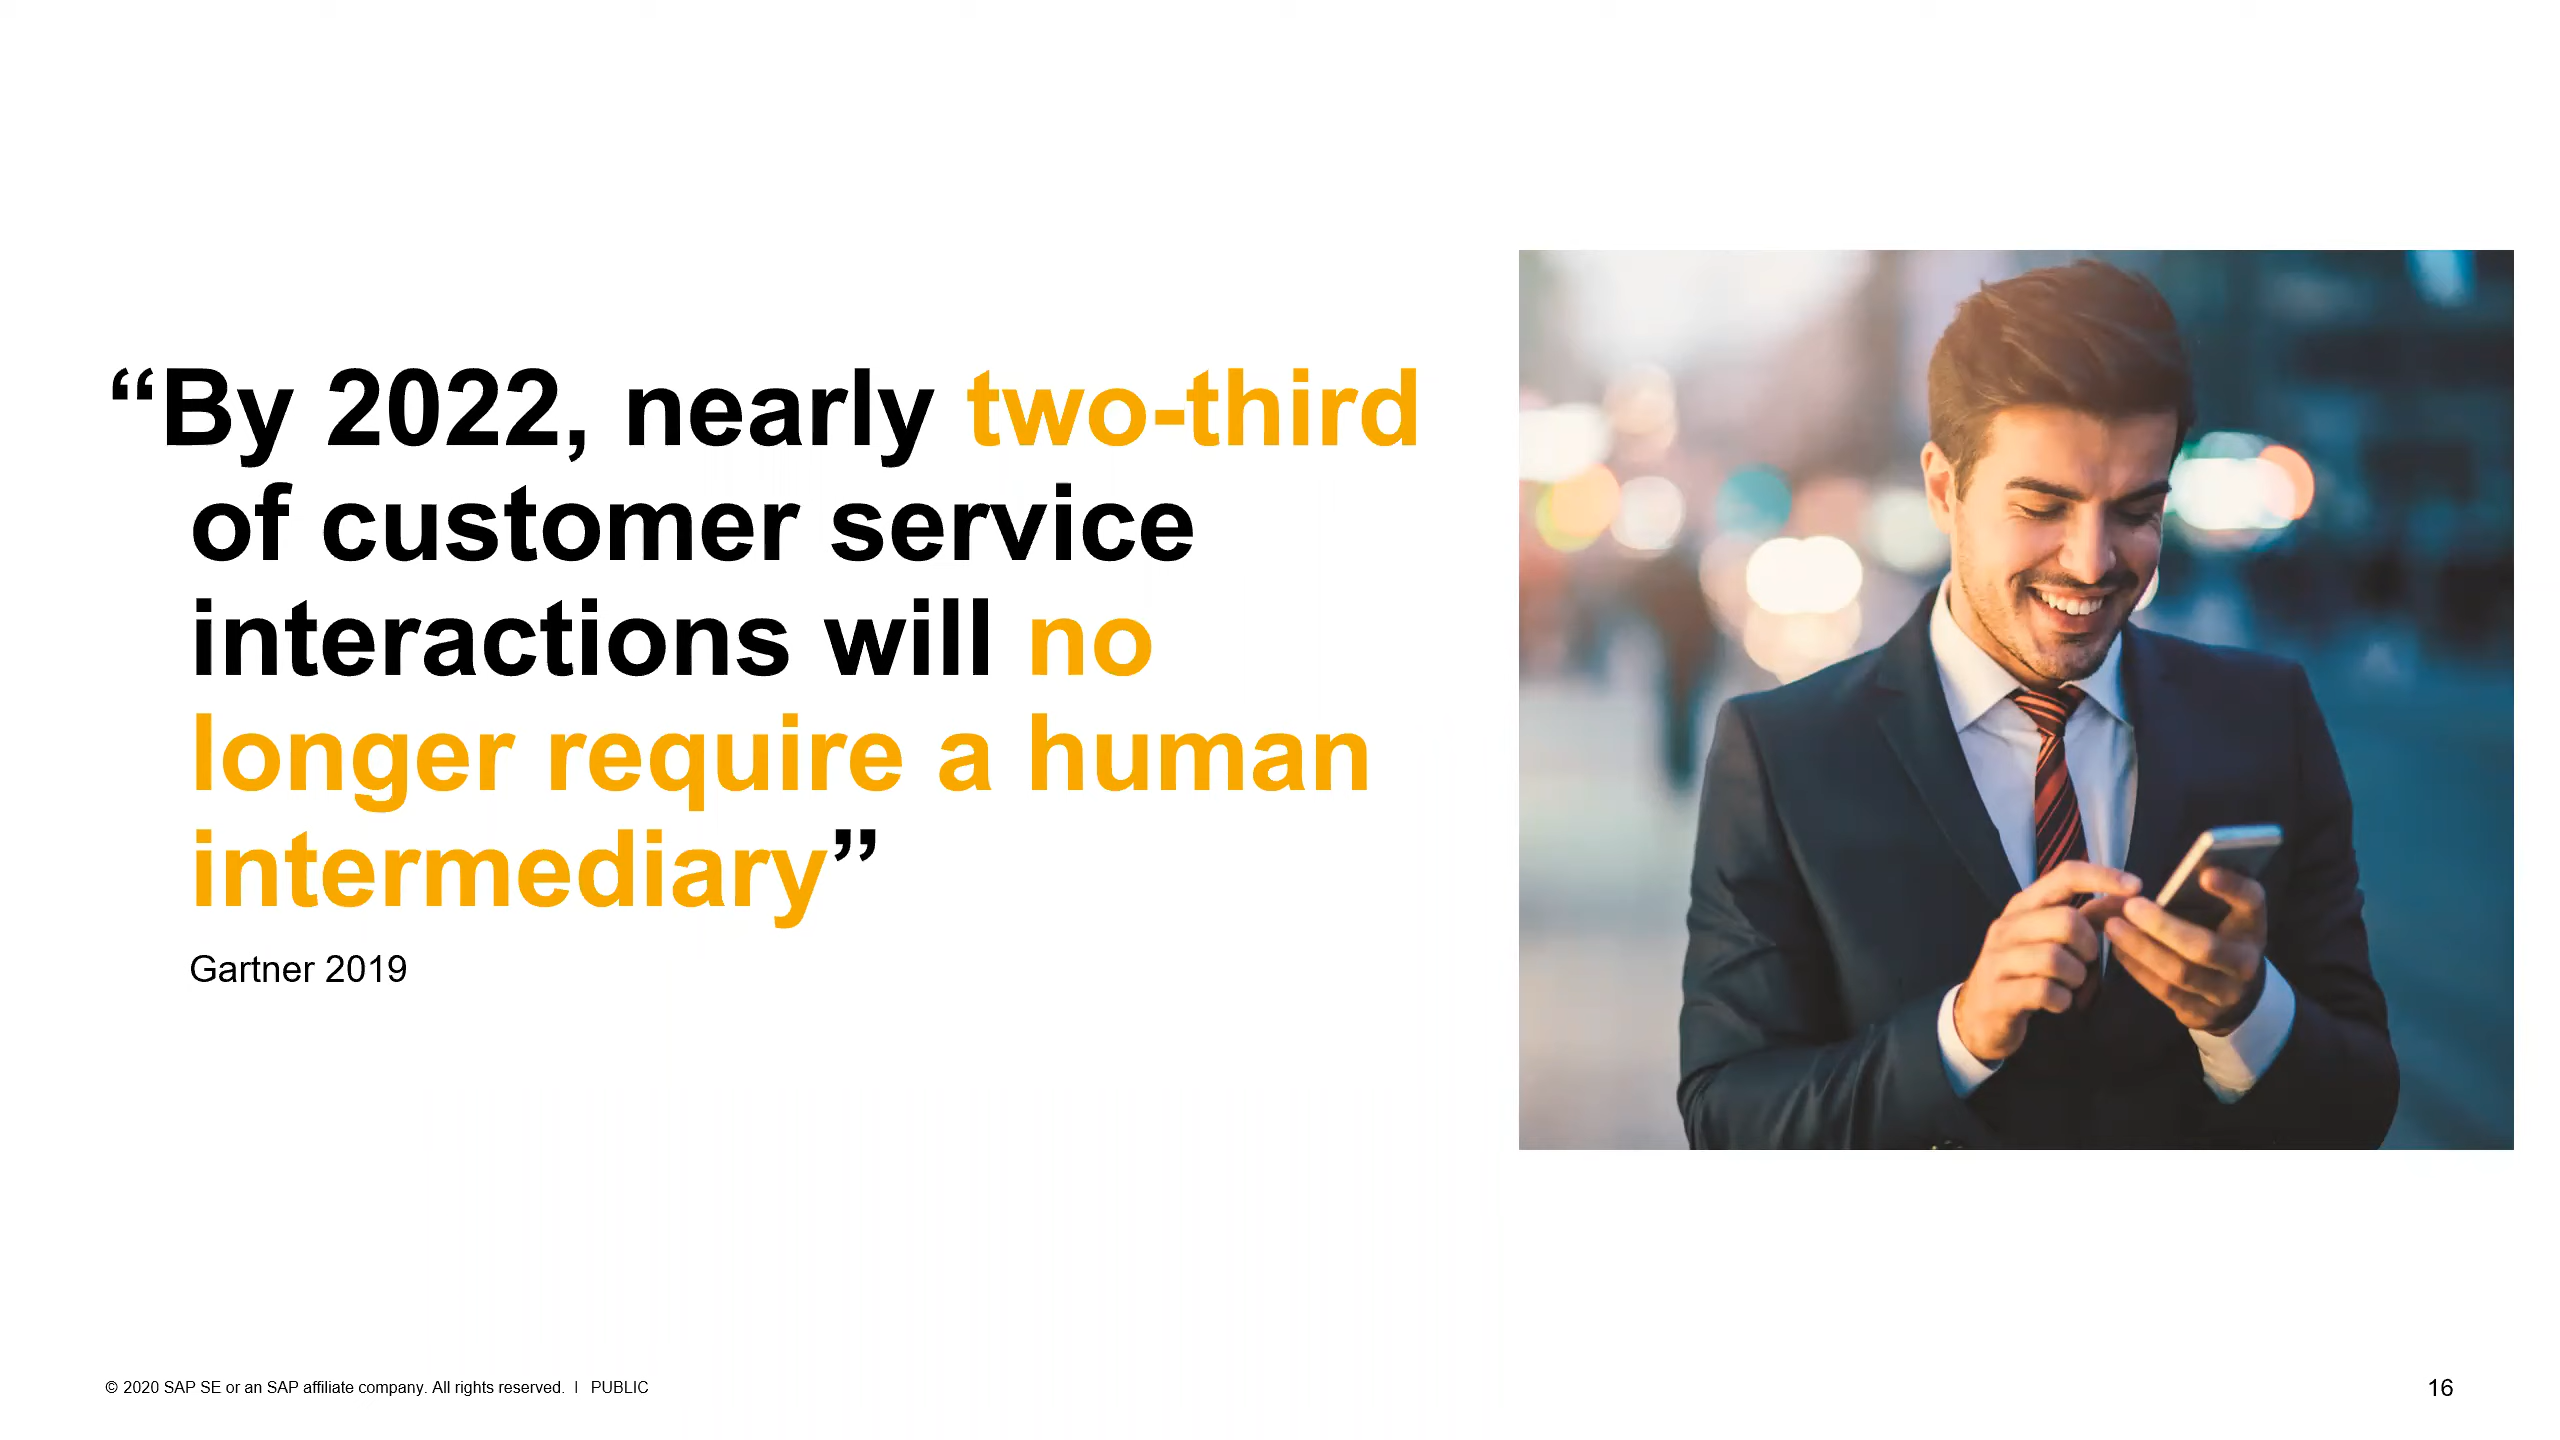 “By 2022, nearly two-third
of customer service
interactions will no
longer require a human
intermediary”
Gartner 2019
© 2020 SAP SE or an SAP affiliate company. All rights reserved. | PUBLIC
16